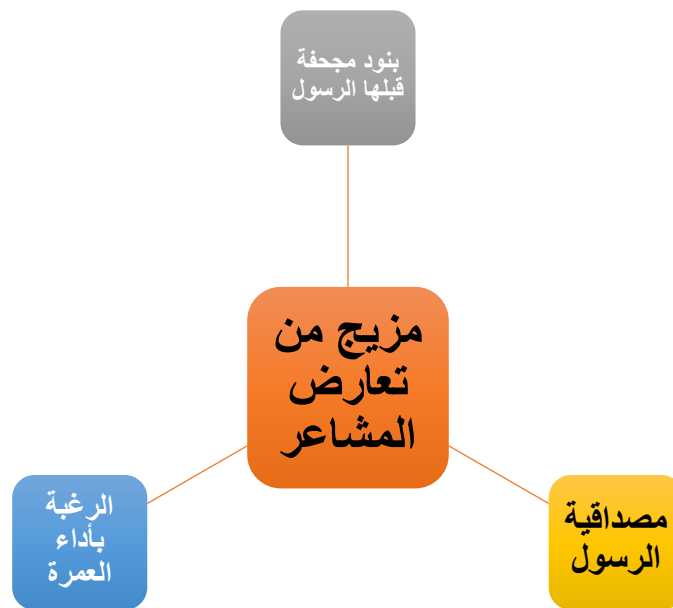 بنود مجحفة
قبلها الرسول
مزيج من
تعارض
المشاعر
الرغبة
بأداء
العمرة
مصداقية
الرسول